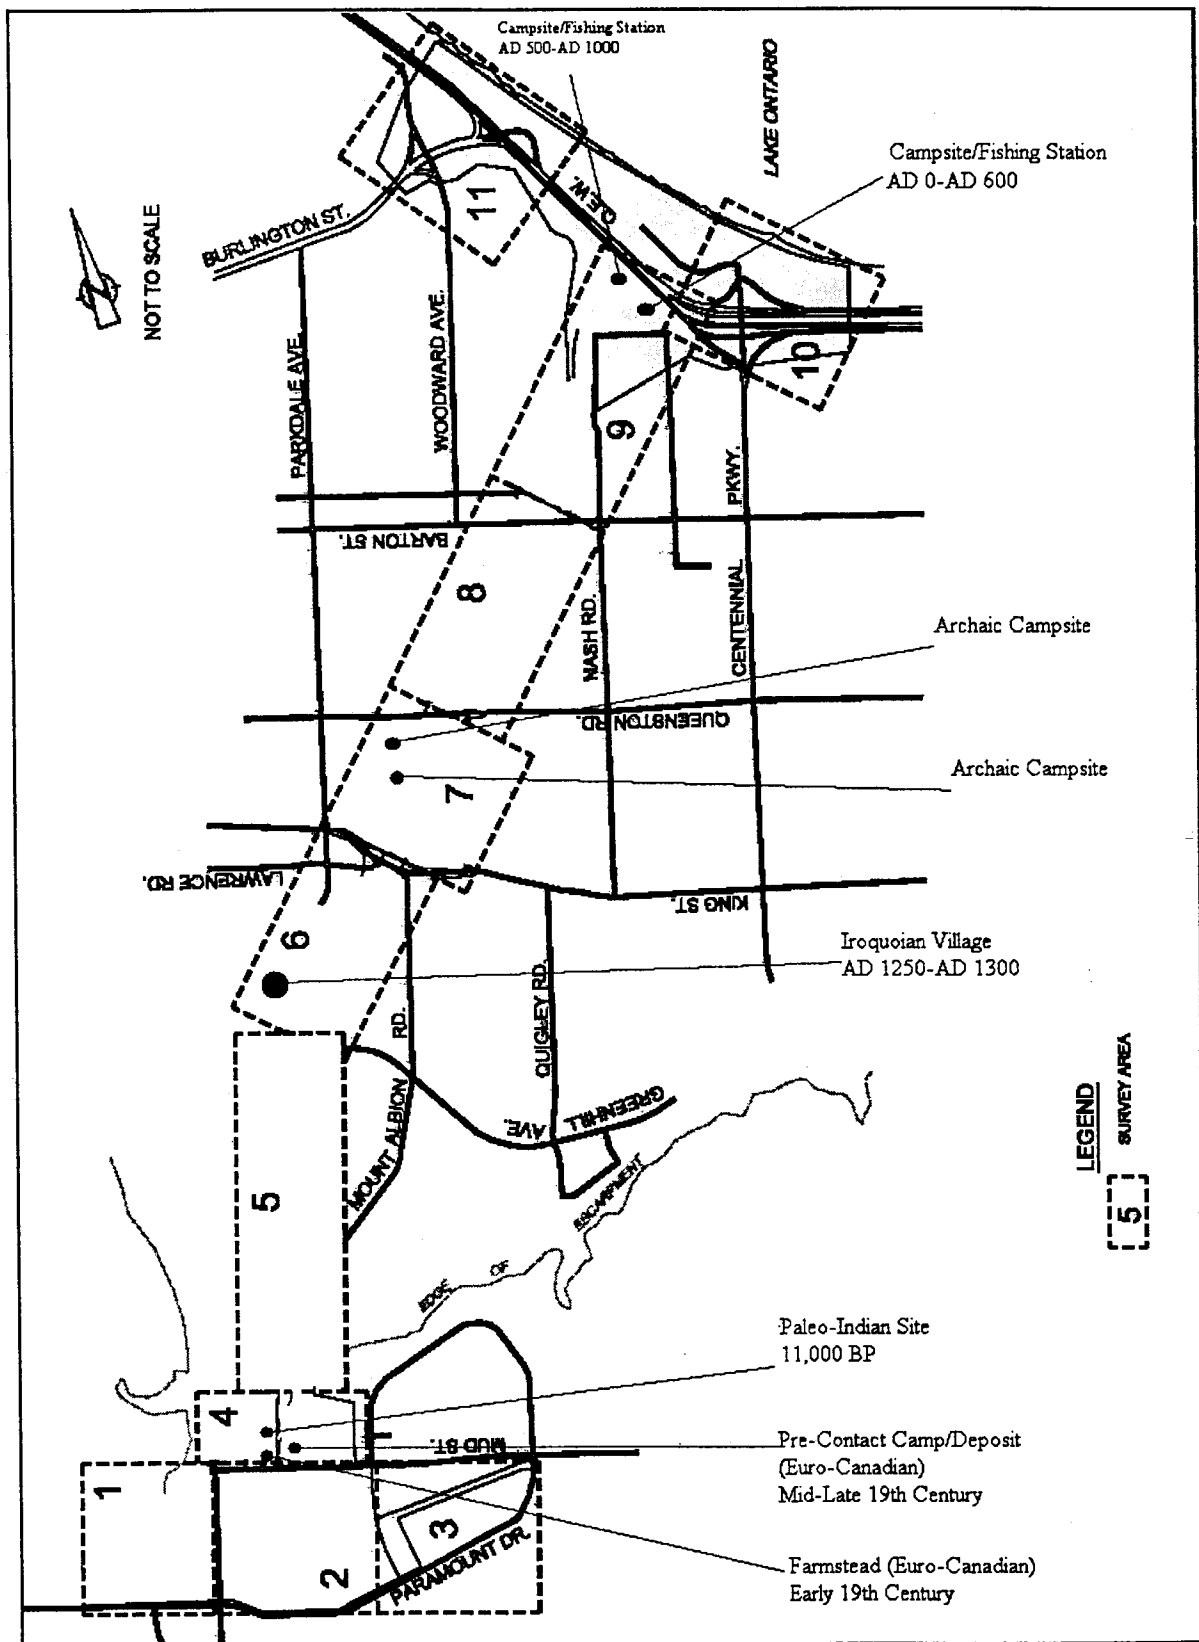 Campsite/Fishing Station
AD 500-AD 1000
LAKE ONTARIO
Campsite/Fishing Station
AD 0-AD 600
NOT TO SCALE
N
BURLINGTON ST.
11
Q.E.W.
PARKDALE AVE.
WOODWARD AVE.
10
9
PKWY.
BARTON ST.
8
NASH RD.
CENTENNIAL
Archaic Campsite
QUEENSTON RD.
7
Archaic Campsite
LAWRENCE RD.
KING ST.
6
Iroquoian Village
AD 1250-AD 1300
RD.
QUIGLEY RD.
MOUNT ALBION
AVE.
GREENHILL
5
EDGE OF ESCARPMENT
LEGEND
5
SURVEY AREA
Paleo-Indian Site
11,000 BP
4
MUD ST.
Pre-Contact Camp/Deposit
(Euro-Canadian)
Mid-Late 19th Century
1
3
2
PARAMOUNT DR.
Farmstead (Euro-Canadian)
Early 19th Century